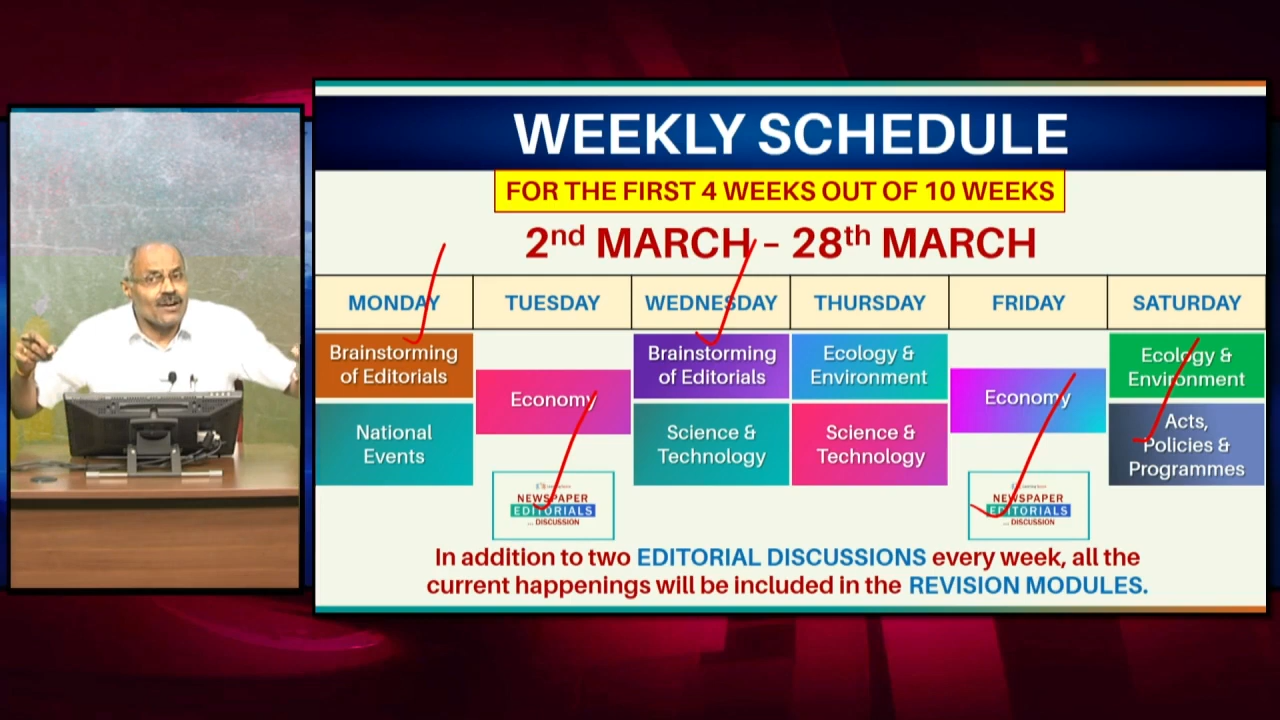 WEEKLY SCHEDULE
FOR THE FIRST 4 WEEKS OUT OF 10 WEEKS
2nd MARCH – 28th MARCH
MONDAY
TUESDAY
WEDNESDAY
THURSDAY
FRIDAY
SATURDAY
Brainstorming
of Editorials
National
Events
Economy
NEWSPAPER
EDITORIALS
... DISCUSSION
Brainstorming
of Editorials
Science &
Technology
Ecology &
Environment
Science &
Technology
Economy
NEWSPAPER
EDITORIALS
... DISCUSSION
Ecology &
Environment
Acts,
Policies &
Programmes
In addition to two EDITORIAL DISCUSSIONS every week, all the
current happenings will be included in the REVISION MODULES.